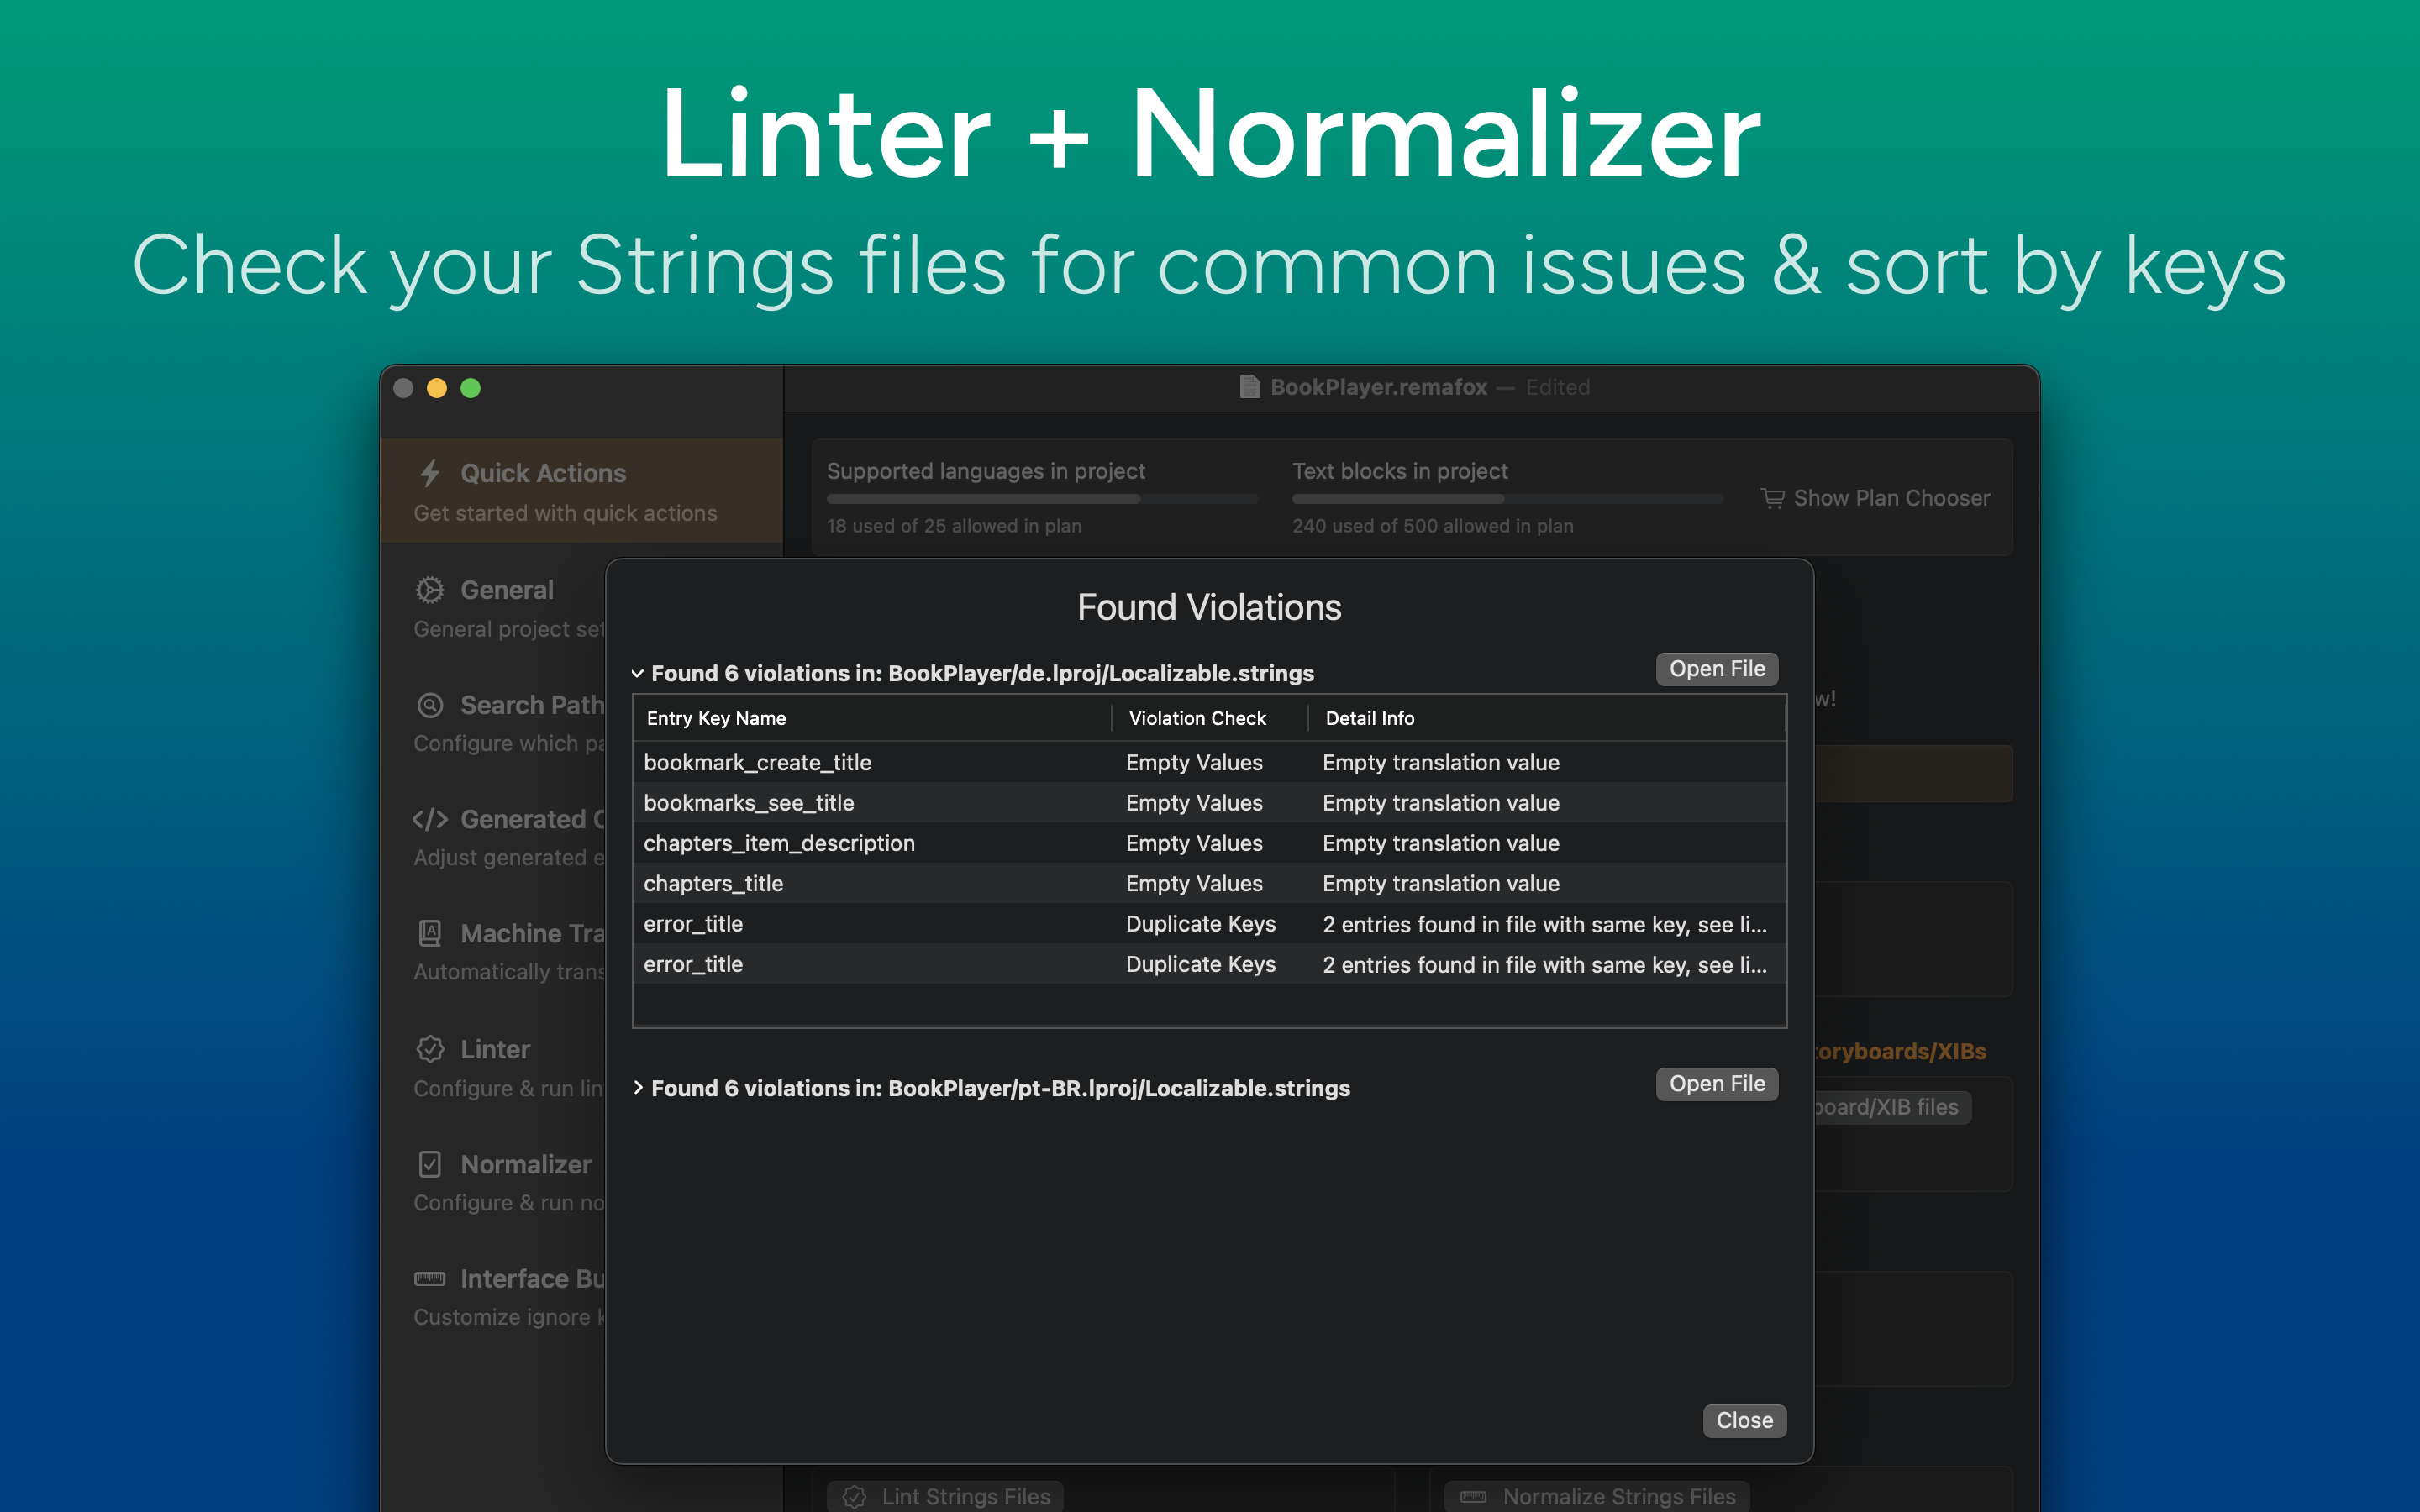 Linter + Normalizer
Check your Strings files for common issues & sort by keys
BookPlayer.remafox — Edited
Quick Actions
Get started with quick actions
Supported languages in project
18 used of 25 allowed in plan
Text blocks in project
240 used of 500 allowed in plan
Show Plan Chooser
General
General project set
Search Path
Configure which pa
Generated C
Adjust generated e
Machine Tra
Automatically trans
Linter
Configure & run lin
Normalizer
Configure & run no
Interface Bu
Customize ignore k
Found Violations
Found 6 violations in: BookPlayer/de.lproj/Localizable.strings
Open File
Entry Key Name Violation Check Detail Info
bookmark_create_title Empty Values Empty translation value
bookmarks_see_title Empty Values Empty translation value
chapters_item_description Empty Values Empty translation value
chapters_title Empty Values Empty translation value
error_title Duplicate Keys 2 entries found in file with same key, see li...
error_title Duplicate Keys 2 entries found in file with same key, see li...
Found 6 violations in: BookPlayer/pt-BR.lproj/Localizable.strings
Open File
Close
w!
toryboards/XIBs
board/XIB files
Lint Strings Files
Normalize Strings Files